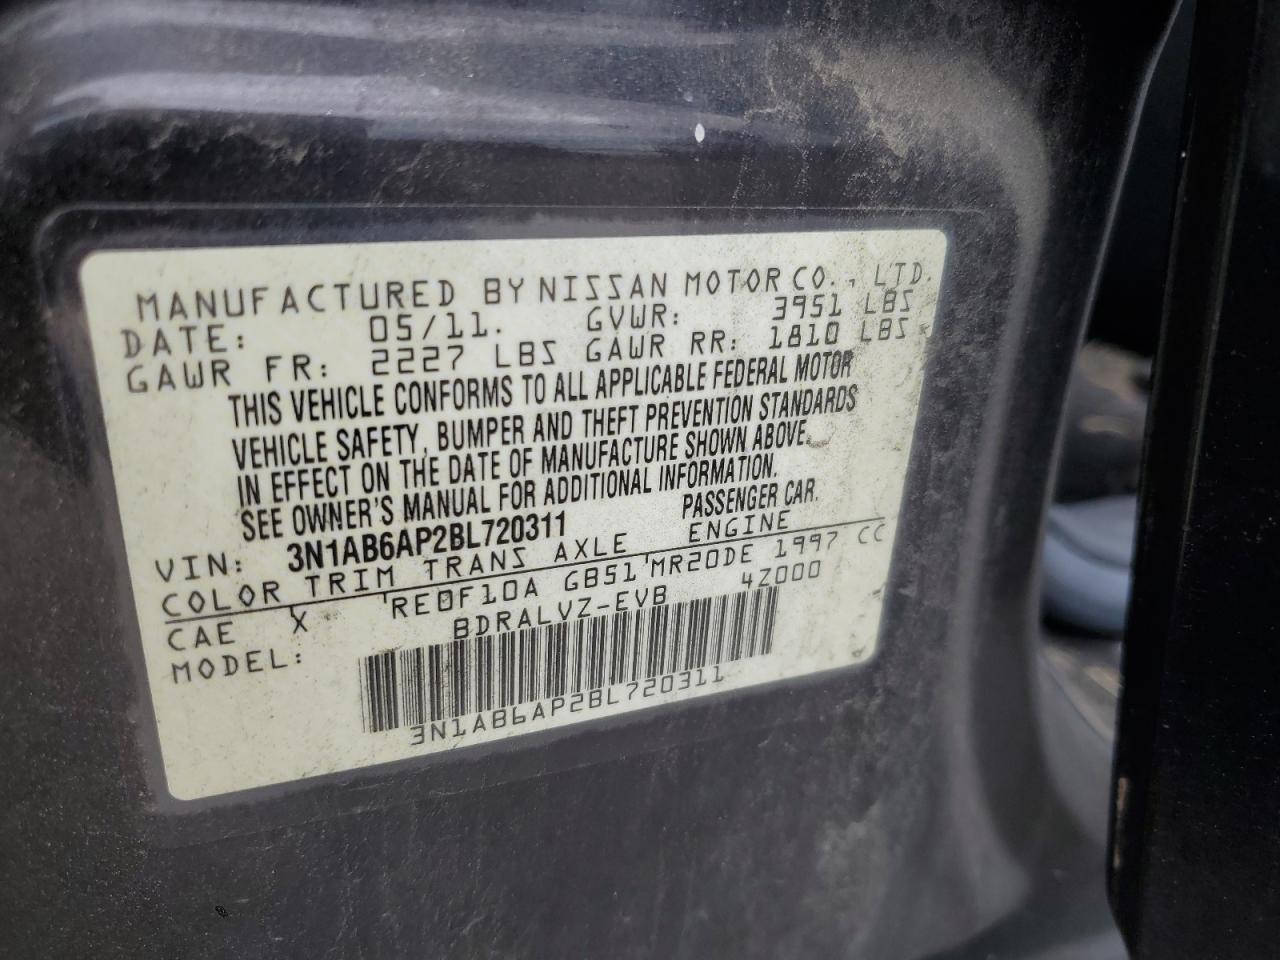 MANUFACTURED BY NISSAN MOTOR CO., LTD.
DATE: 05/11. GVWR: 3951 LBS
GAWR FR: 2227 LBS GAWR RR: 1810 LBS
THIS VEHICLE CONFORMS TO ALL APPLICABLE FEDERAL MOTOR
VEHICLE SAFETY, BUMPER AND THEFT PREVENTION STANDARDS
IN EFFECT ON THE DATE OF MANUFACTURE SHOWN ABOVE.
SEE OWNER'S MANUAL FOR ADDITIONAL INFORMATION.
VIN: 3N1AB6AP2BL720311 PASSENGER CAR.
COLOR TRIM TRANS AXLE ENGINE
CAE X RE0F10A GB51 MR20DE 1997 CC
MODEL: BDRALVZ-EVB 4Z000
3N1AB6AP2BL720311